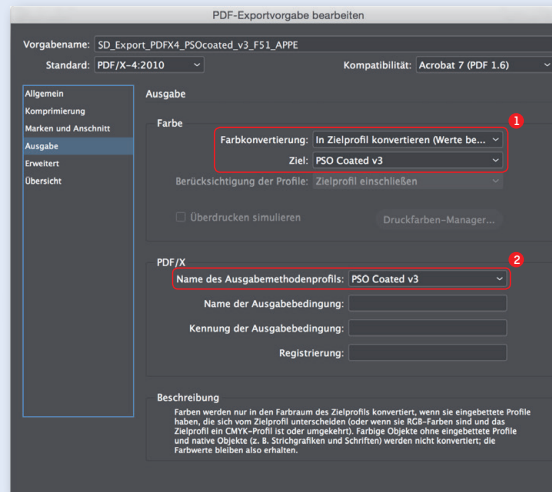 PDF-Exportvorgabe bearbeiten
Vorgabename: SD_Export_PDFX4_PSOcoated_v3_F51_APPE
Standard: PDF/X-4:2010 Kompatibilität: Acrobat 7 (PDF 1.6)
Allgemein
Komprimierung
Marken und Anschnitt
Ausgabe
Erweitert
Übersicht
Ausgabe
Farbe
1
Farbkonvertierung: In Zielprofil konvertieren (Werte be...
Ziel: PSO Coated v3
Berücksichtigung der Profile: Zielprofil einschließen
Überdrucken simulieren Druckfarben-Manager...
PDF/X
2
Name des Ausgabemethodenprofils: PSO Coated v3
Name der Ausgabebedingung:
Kennung der Ausgabebedingung:
Registrierung:
Beschreibung
Farben werden nur in den Farbraum des Zielprofils konvertiert, wenn sie eingebettete Profile
haben, die sich vom Zielprofil unterscheiden (oder wenn sie RGB-Farben sind und das
Zielprofil ein CMYK-Profil ist oder umgekehrt). Farbige Objekte ohne eingebettete Profile
und native Objekte (z. B. Strichgrafiken und Schriften) werden nicht konvertiert; die
Farbwerte bleiben also erhalten.